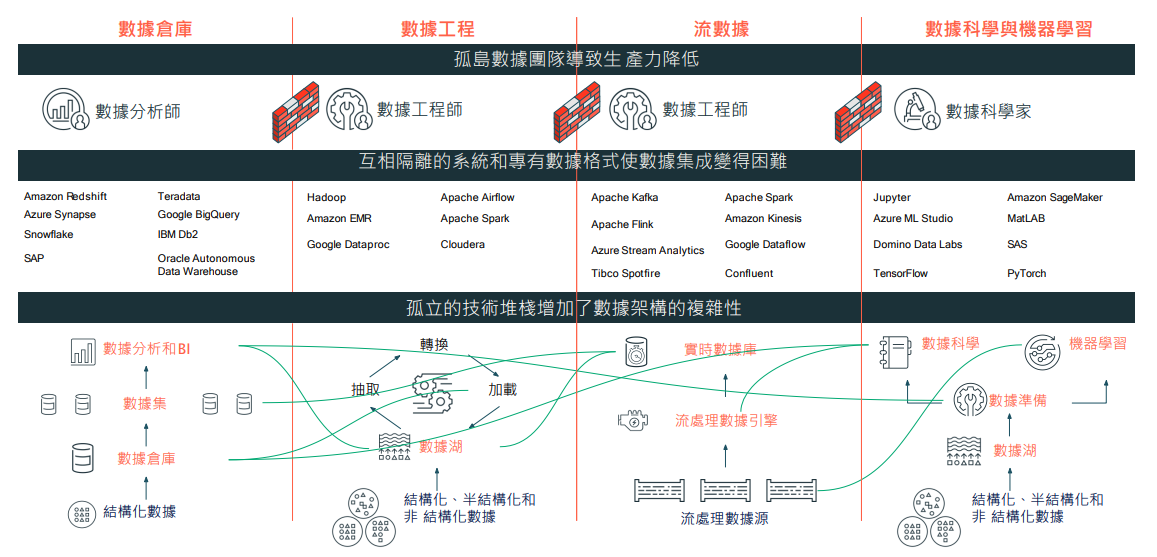 數據倉庫
數據工程
流數據
數據科學與機器學習
孤島數據團隊導致生 產力降低
數據分析師
數據工程師
數據工程師
數據科學家
互相隔離的系統和專有數據格式使數據集成變得困難
Amazon Redshift
Teradata
Azure Synapse
Google BigQuery
Snowflake
IBM Db2
SAP
Oracle Autonomous
Data Warehouse
Hadoop
Apache Airflow
Amazon EMR
Apache Spark
Google Dataproc
Cloudera
Apache Kafka
Apache Spark
Apache Flink
Amazon Kinesis
Azure Stream Analytics
Google Dataflow
Tibco Spotfire
Confluent
Jupyter
Amazon SageMaker
Azure ML Studio
MatLAB
Domino Data Labs
SAS
TensorFlow
PyTorch
孤立的技術堆棧增加了數據架構的複雜性
數據分析和BI
數據集
數據倉庫
結構化數據
轉換
抽取
加載
數據湖
結構化、半結構化和
非 結構化數據
實時數據庫
流處理數據引擎
流處理數據源
數據科學
機器學習
數據準備
數據湖
結構化、半結構化和
非 結構化數據